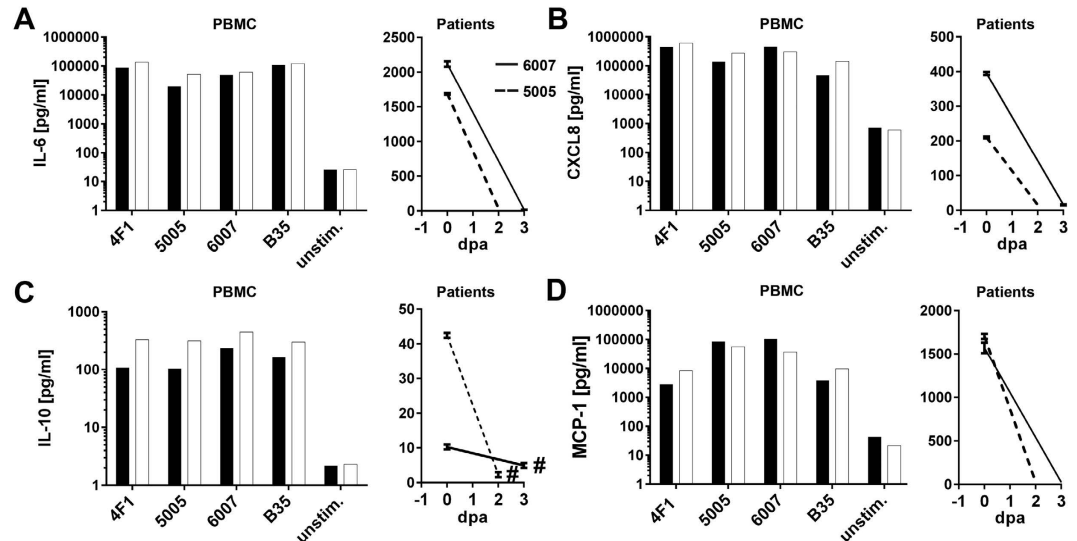 A
PBMC
IL-6 [pg/ml]
1000000
100000
10000
1000
100
10
1
4F1
5005
6007
B35
unstim.
Patients
2500
2000
1500
1000
500
0
-1 0 1 2 3
dpa
6007
5005
B
PBMC
CXCL8 [pg/ml]
1000000
100000
10000
1000
100
10
1
4F1
5005
6007
B35
unstim.
Patients
500
400
300
200
100
0
-1 0 1 2 3
dpa
C
PBMC
IL-10 [pg/ml]
1000
100
10
1
4F1
5005
6007
B35
unstim.
Patients
50
40
30
20
10
0
#
#
-1 0 1 2 3
dpa
D
PBMC
MCP-1 [pg/ml]
1000000
100000
10000
1000
100
10
1
4F1
5005
6007
B35
unstim.
Patients
2000
1500
1000
500
0
-1 0 1 2 3
dpa